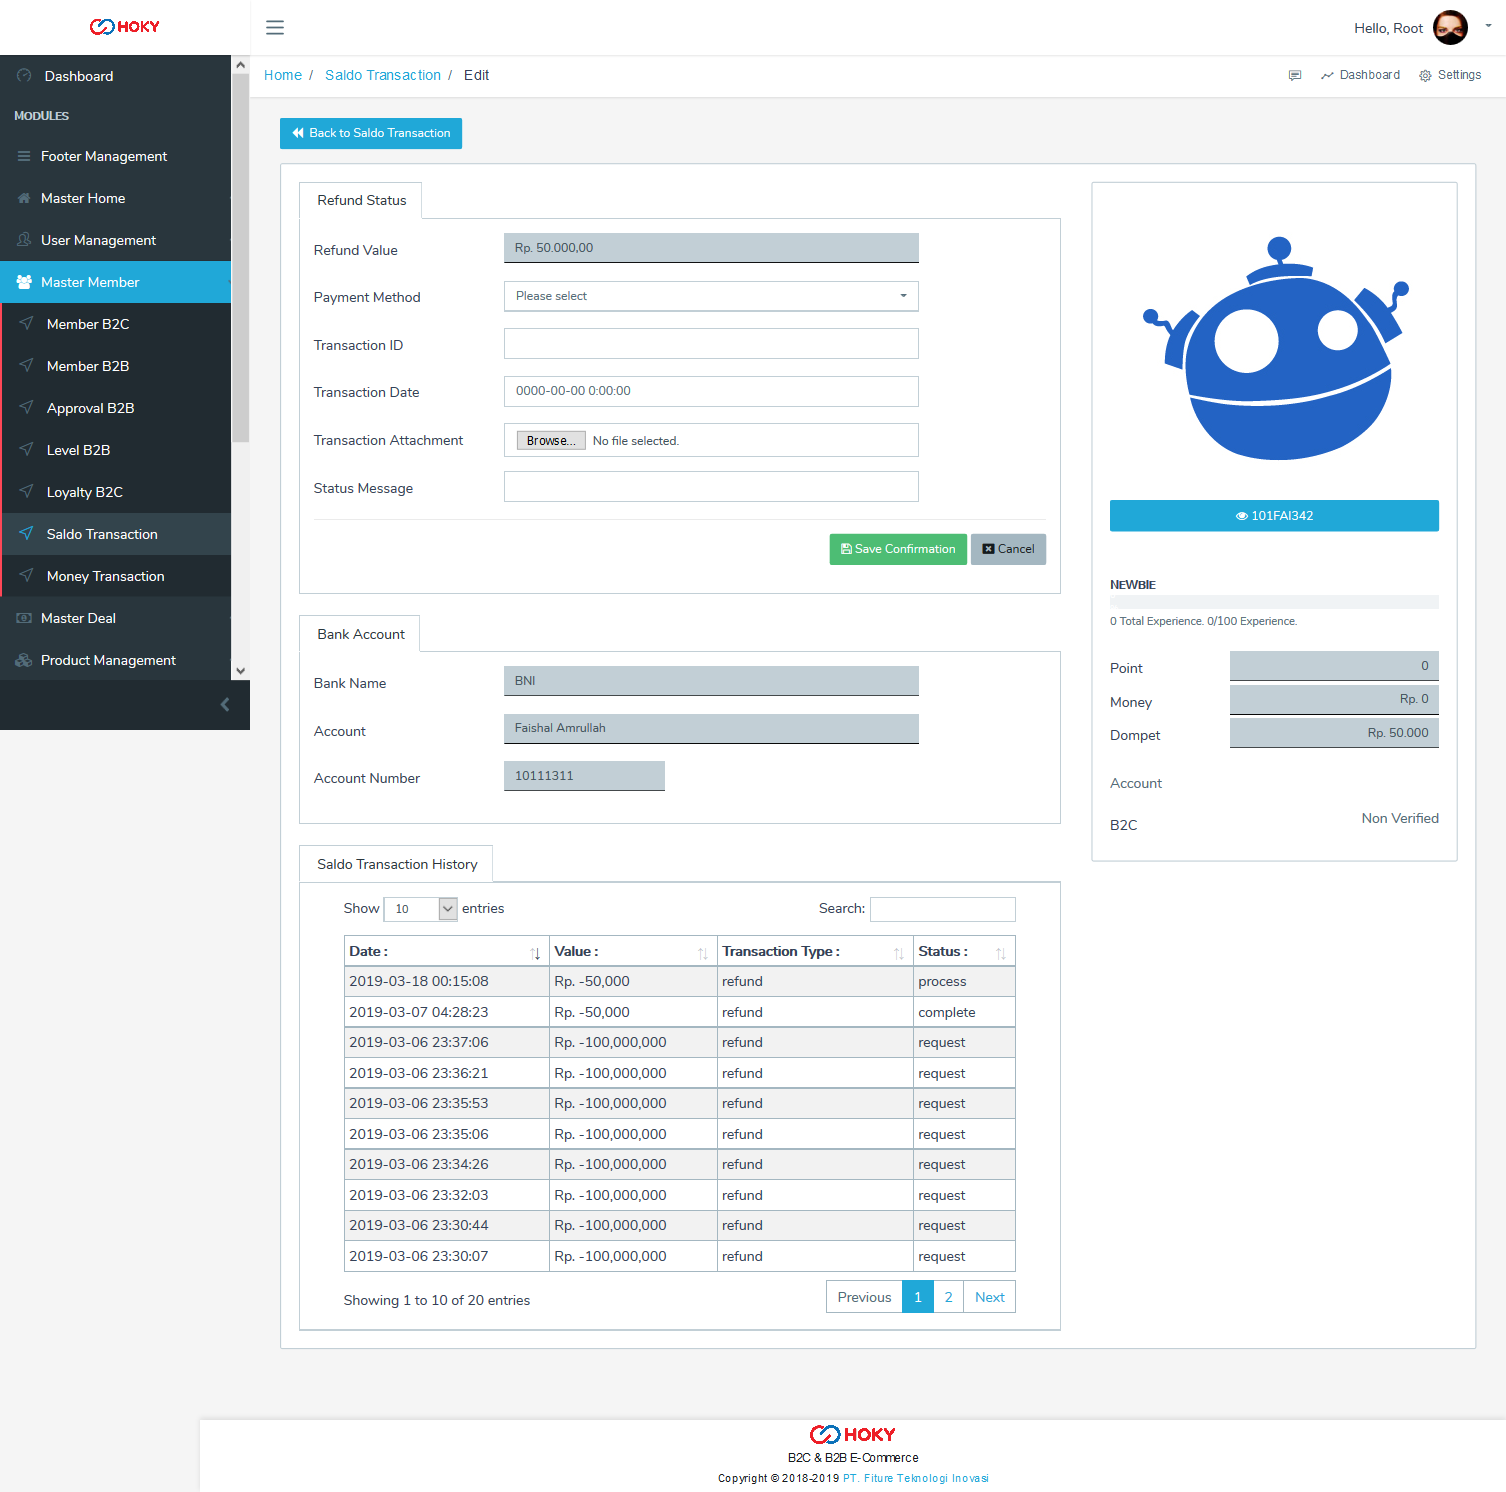 HOKY
Hello, Root
Dashboard
MODULES
Footer Management
Master Home
User Management
Master Member
Member B2C
Member B2B
Approval B2B
Level B2B
Loyalty B2C
Saldo Transaction
Money Transaction
Master Deal
Product Management
Home / Saldo Transaction / Edit
Dashboard Settings
Back to Saldo Transaction
Refund Status
Refund Value Rp. 50.000,00
Payment Method Please select
Transaction ID
Transaction Date 0000-00-00 0:00:00
Transaction Attachment Browse... No file selected.
Status Message
Save Confirmation Cancel
Bank Account
Bank Name BNI
Account Faishal Amrullah
Account Number 10111311
Saldo Transaction History
Show 10 entries Search:
Date : Value : Transaction Type : Status :
2019-03-18 00:15:08 Rp. -50,000 refund process
2019-03-07 04:28:23 Rp. -50,000 refund complete
2019-03-06 23:37:06 Rp. -100,000,000 refund request
2019-03-06 23:36:21 Rp. -100,000,000 refund request
2019-03-06 23:35:53 Rp. -100,000,000 refund request
2019-03-06 23:35:06 Rp. -100,000,000 refund request
2019-03-06 23:34:26 Rp. -100,000,000 refund request
2019-03-06 23:32:03 Rp. -100,000,000 refund request
2019-03-06 23:30:44 Rp. -100,000,000 refund request
2019-03-06 23:30:07 Rp. -100,000,000 refund request
Showing 1 to 10 of 20 entries Previous 1 2 Next
101FAI342
NEWBIE
0 Total Experience. 0/100 Experience.
Point 0
Money Rp. 0
Dompet Rp. 50.000
Account
B2C Non Verified
HOKY
B2C & B2B E-Commerce
Copyright © 2018-2019 PT. Fiture Teknologi Inovasi